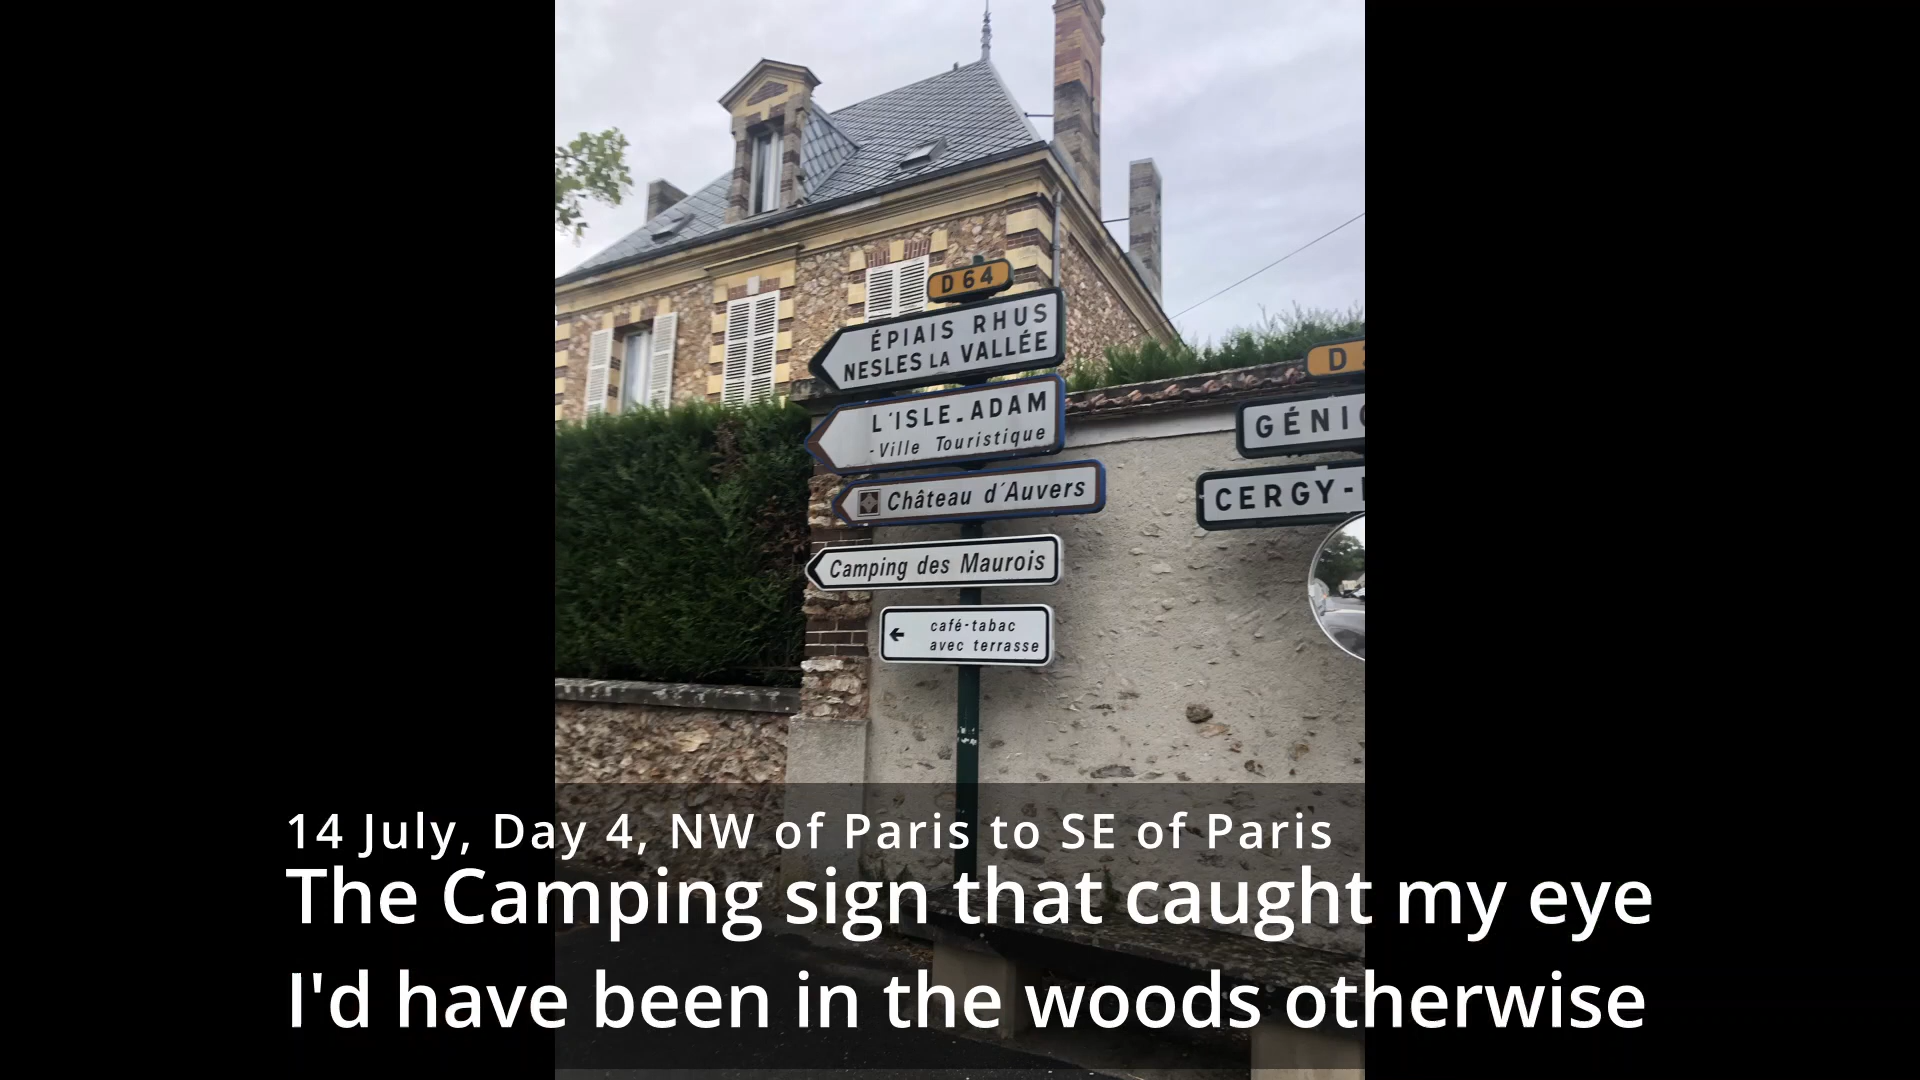 D 64
ÉPIAIS RHUS
NESLES LA VALLÉE
L'ISLE-ADAM
-Ville Touristique
Château d'Auvers
Camping des Maurois
café-tabac
avec terrasse
D
GÉNIC
CERGY-
14 July, Day 4, NW of Paris to SE of Paris
The Camping sign that caught my eye
I'd have been in the woods otherwise